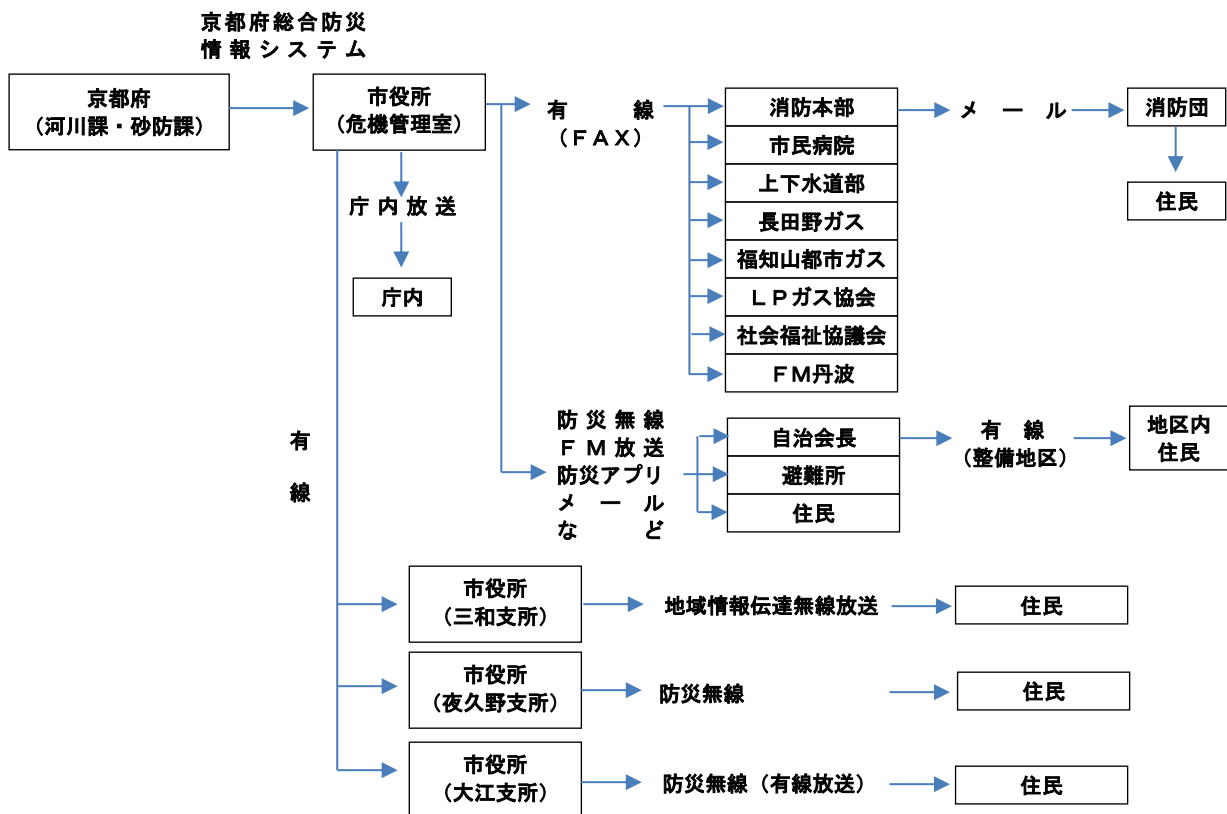 京都府総合防災
情報システム
京都府
(河川課・砂防課)
市役所
(危機管理室)
有線
(ＦＡＸ)
消防本部
市民病院
上下水道部
長田野ガス
福知山都市ガス
ＬＰガス協会
社会福祉協議会
ＦＭ丹波
メール
消防団
住民
庁内放送
庁内
有線
防災無線
ＦＭ放送
防災アプリ
メール
など
自治会長
避難所
住民
有線
(整備地区)
地区内
住民
市役所
(三和支所)
地域情報伝達無線放送
住民
市役所
(夜久野支所)
防災無線
住民
市役所
(大江支所)
防災無線（有線放送）
住民